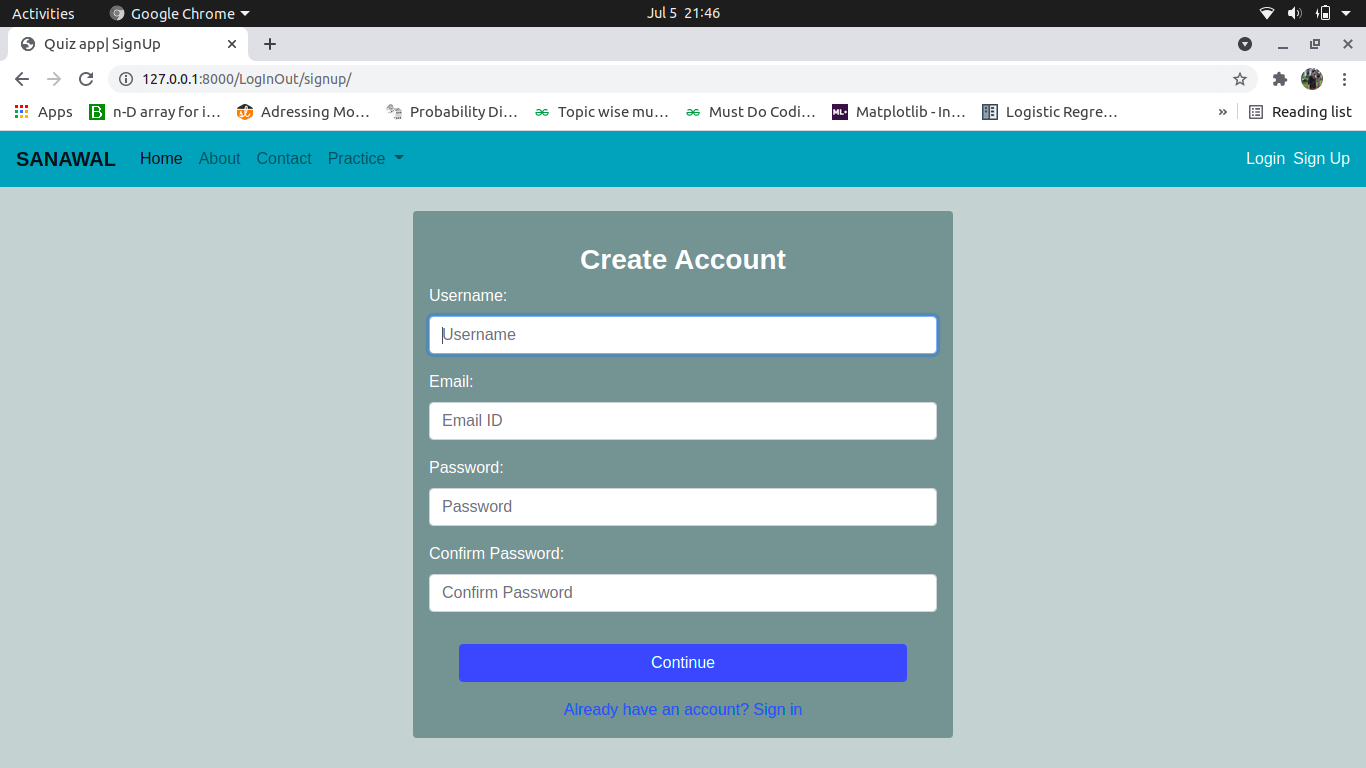 Activities Google Chrome Jul 5 21:46
Quiz app| SignUp
127.0.0.1:8000/LogInOut/signup/
Apps n-D array for i… Adressing Mo… Probability Di… Topic wise mu… Must Do Codi… ML+ Matplotlib - In… Logistic Regre… » Reading list
SANAWAL Home About Contact Practice Login Sign Up
Create Account
Username:
Username
Email:
Email ID
Password:
Password
Confirm Password:
Confirm Password
Continue
Already have an account? Sign in